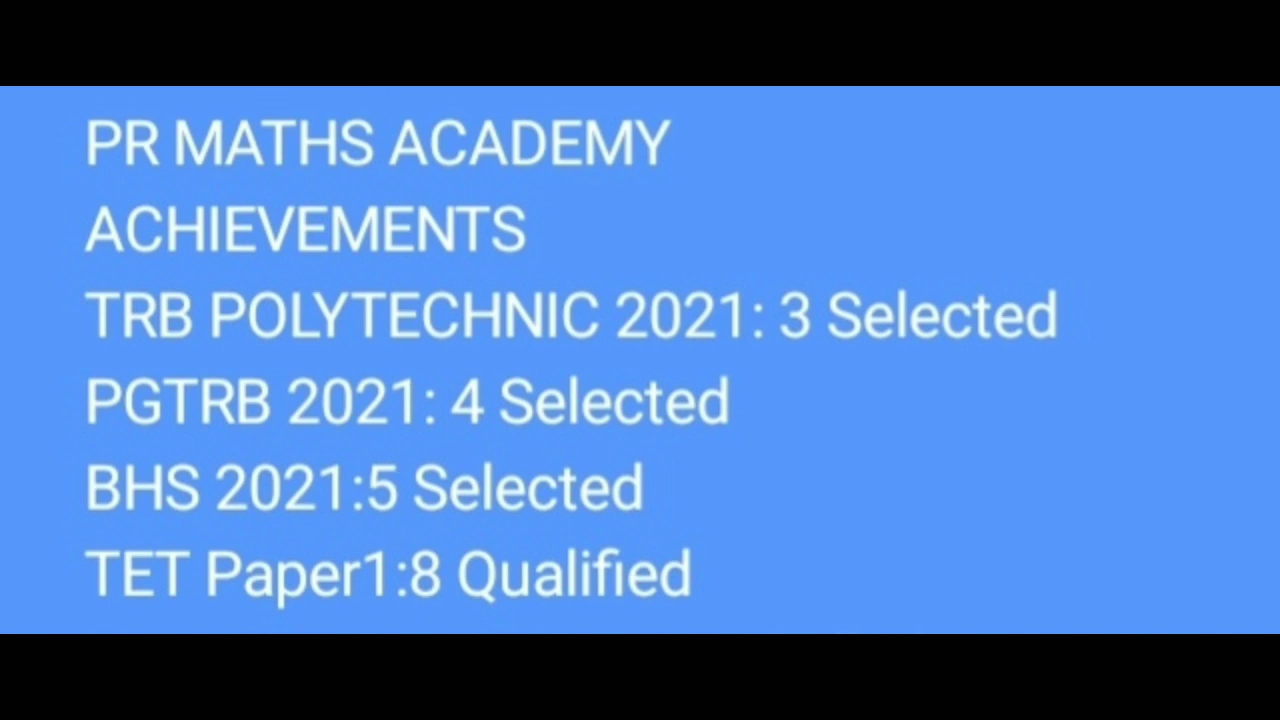 PR MATHS ACADEMY
ACHIEVEMENTS
TRB POLYTECHNIC 2021: 3 Selected
PGTRB 2021: 4 Selected
BHS 2021:5 Selected
TET Paper1:8 Qualified